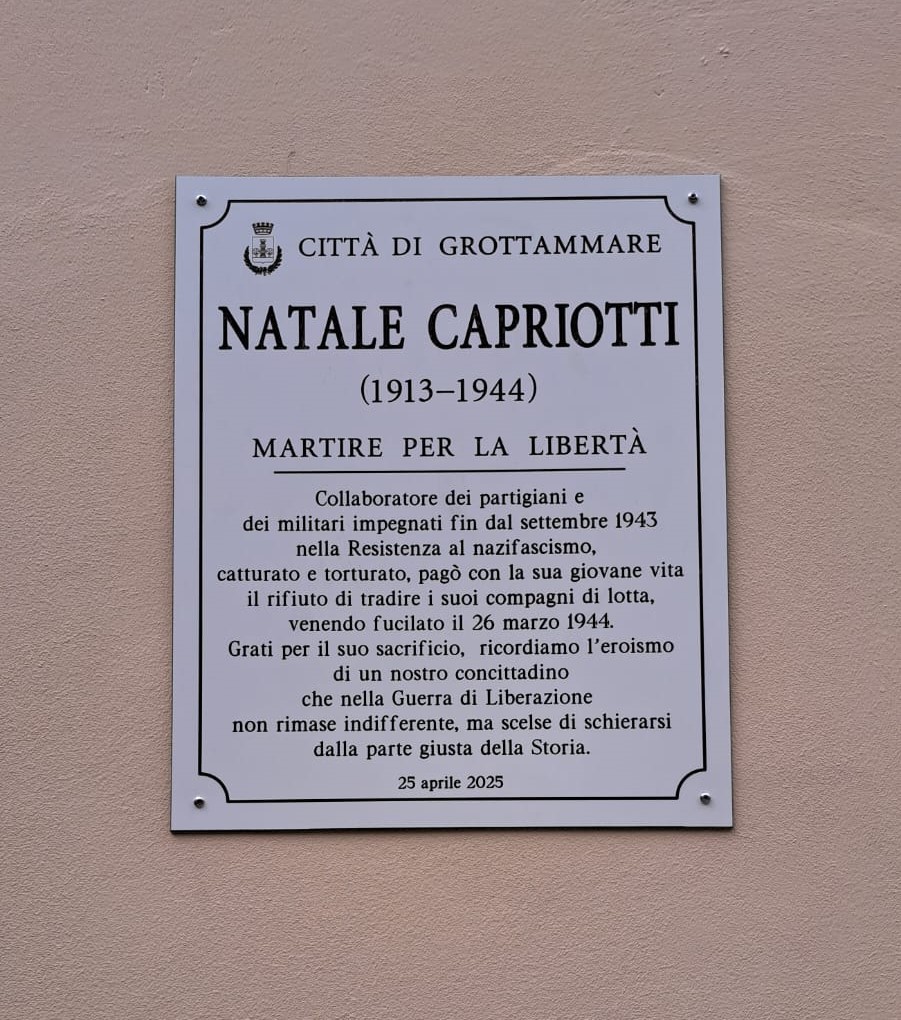 CITTÀ DI GROTTAMMARE
NATALE CAPRIOTTI
(1913–1944)
MARTIRE PER LA LIBERTÀ
Collaboratore dei partigiani e
dei militari impegnati fin dal settembre 1943
nella Resistenza al nazifascismo,
catturato e torturato, pagò con la sua giovane vita
il rifiuto di tradire i suoi compagni di lotta,
venendo fucilato il 26 marzo 1944.
Grati per il suo sacrificio, ricordiamo l'eroismo
di un nostro concittadino
che nella Guerra di Liberazione
non rimase indifferente, ma scelse di schierarsi
dalla parte giusta della Storia.
25 aprile 2025